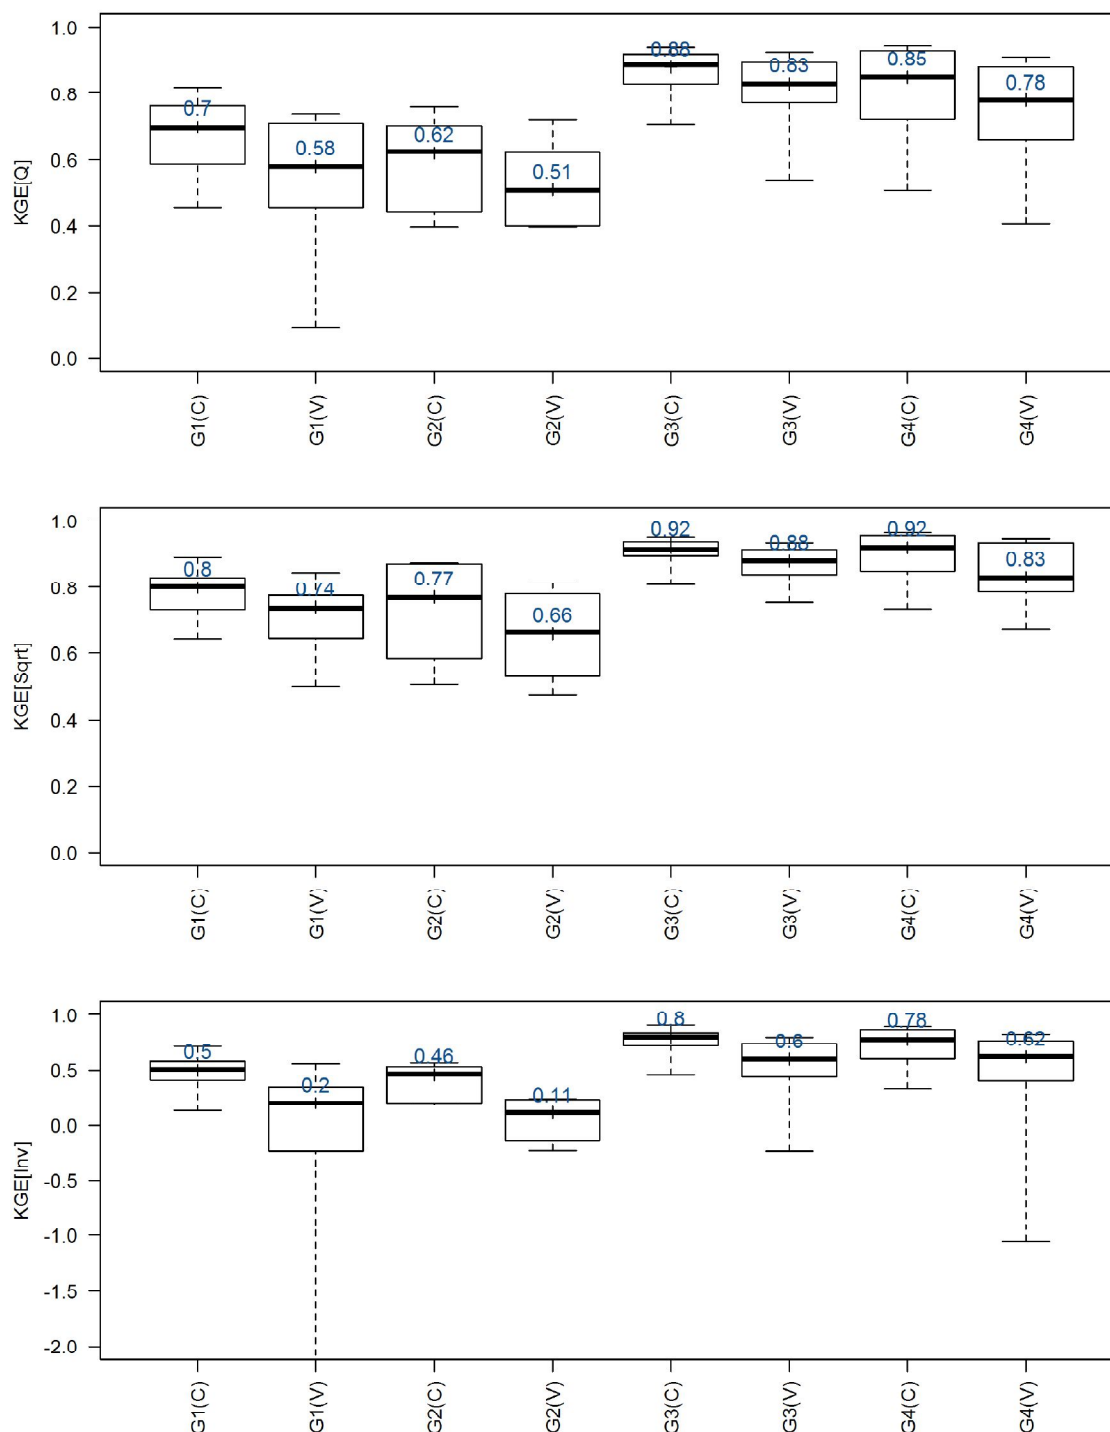 KGE[Q]
1.0
0.8
0.6
0.4
0.2
0.0
0.7
0.58
0.62
0.51
0.88
0.83
0.85
0.78
G1(C)
G1(V)
G2(C)
G2(V)
G3(C)
G3(V)
G4(C)
G4(V)
KGE[Sqrt]
1.0
0.8
0.6
0.4
0.2
0.0
0.8
0.74
0.77
0.66
0.92
0.88
0.92
0.83
G1(C)
G1(V)
G2(C)
G2(V)
G3(C)
G3(V)
G4(C)
G4(V)
KGE[Inv]
1.0
0.5
0.0
-0.5
-1.0
-1.5
-2.0
0.5
0.2
0.46
0.11
0.8
0.6
0.78
0.62
G1(C)
G1(V)
G2(C)
G2(V)
G3(C)
G3(V)
G4(C)
G4(V)